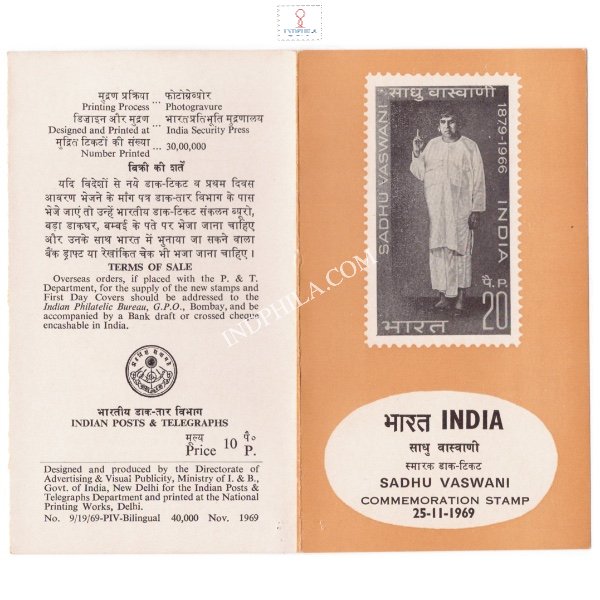 INDPHILA
मुद्रण प्रक्रिया ... फोटोग्रेव्योर
Printing Process ... Photogravure
डिज़ाइन और मुद्रण ... भारत प्रतिभूति मुद्रणालय
Designed and Printed at ... India Security Press
मुद्रित टिकटों की संख्या ... 30,00,000
Number Printed
बिक्री की शर्तें
यदि विदेशों से नये डाक-टिकट व प्रथम दिवस
आवरण भेजने के माँग पत्र डाक-तार विभाग के पास
भेजे जाएं तो उन्हें भारतीय डाक-टिकट संकलन ब्यूरो,
बड़ा डाकघर, बम्बई के पते पर भेजा जाना चाहिए
और उनके साथ भारत में भुनाया जा सकने वाला
बैंक ड्राफ्ट या रेखांकित चेक भी भजा जाना चाहिए।
TERMS OF SALE
Overseas orders, if placed with the P. & T.
Department, for the supply of the new stamps and
First Day Covers should be addressed to the
Indian Philatelic Bureau, G.P.O., Bombay, and be
accompanied by a Bank draft or crossed cheque
encashable in India.
भारतीय डाक-तार विभाग
INDIAN POSTS & TELEGRAPHS
मूल्य 10 पै०
Price P.
Designed and produced by the Directorate of
Advertising & Visual Publicity, Ministry of I. & B.,
Govt. of India, New Delhi for the Indian Posts &
Telegraphs Department and printed at the National
Printing Works, Delhi.
No. 9/19/69-PIV-Bilingual 40,000 Nov. 1969
साधु वास्वाणी
SADHU VASWANI
1879-1966 INDIA
पै. P.
20
भारत
भारत INDIA
साधु वास्वाणी
स्मारक डाक-टिकट
SADHU VASWANI
COMMEMORATION STAMP
25-11-1969
INDPHILA.COM